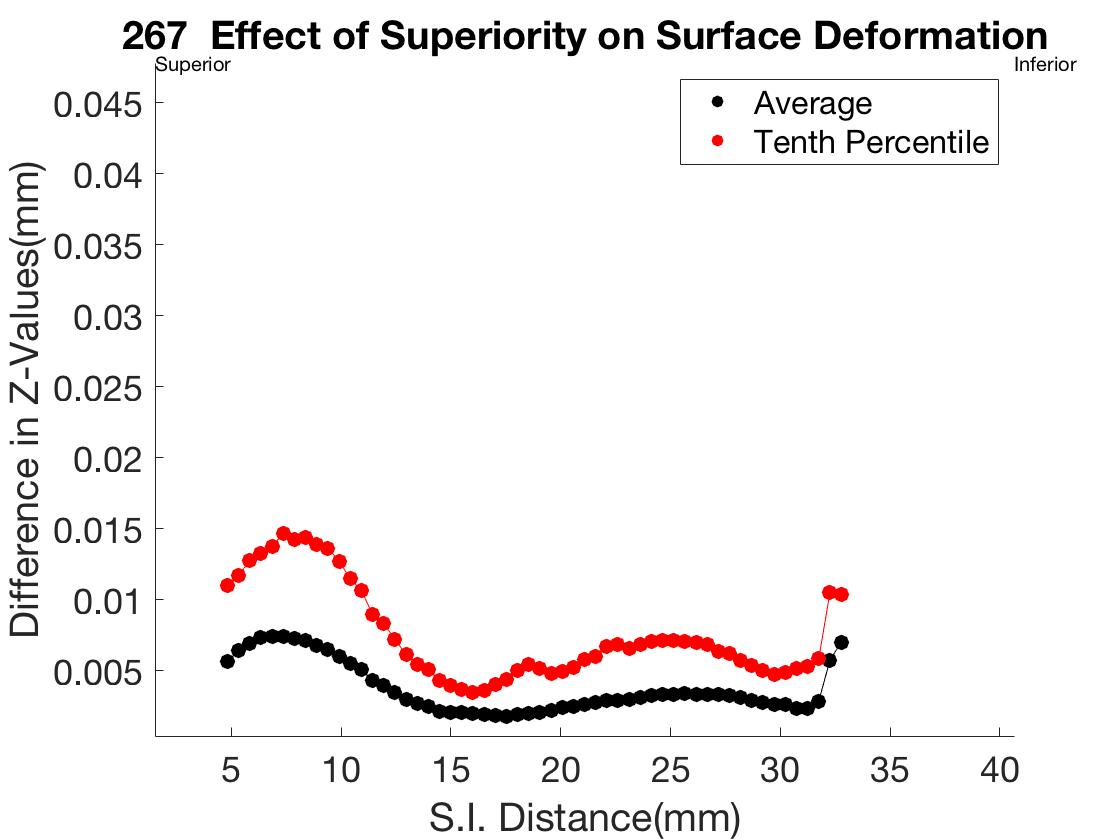 267  Effect of Superiority on Surface Deformation
Superior
Inferior
Average
Tenth Percentile
Difference in Z-Values(mm)
0.045
0.04
0.035
0.03
0.025
0.02
0.015
0.01
0.005
5 10 15 20 25 30 35 40
S.I. Distance(mm)